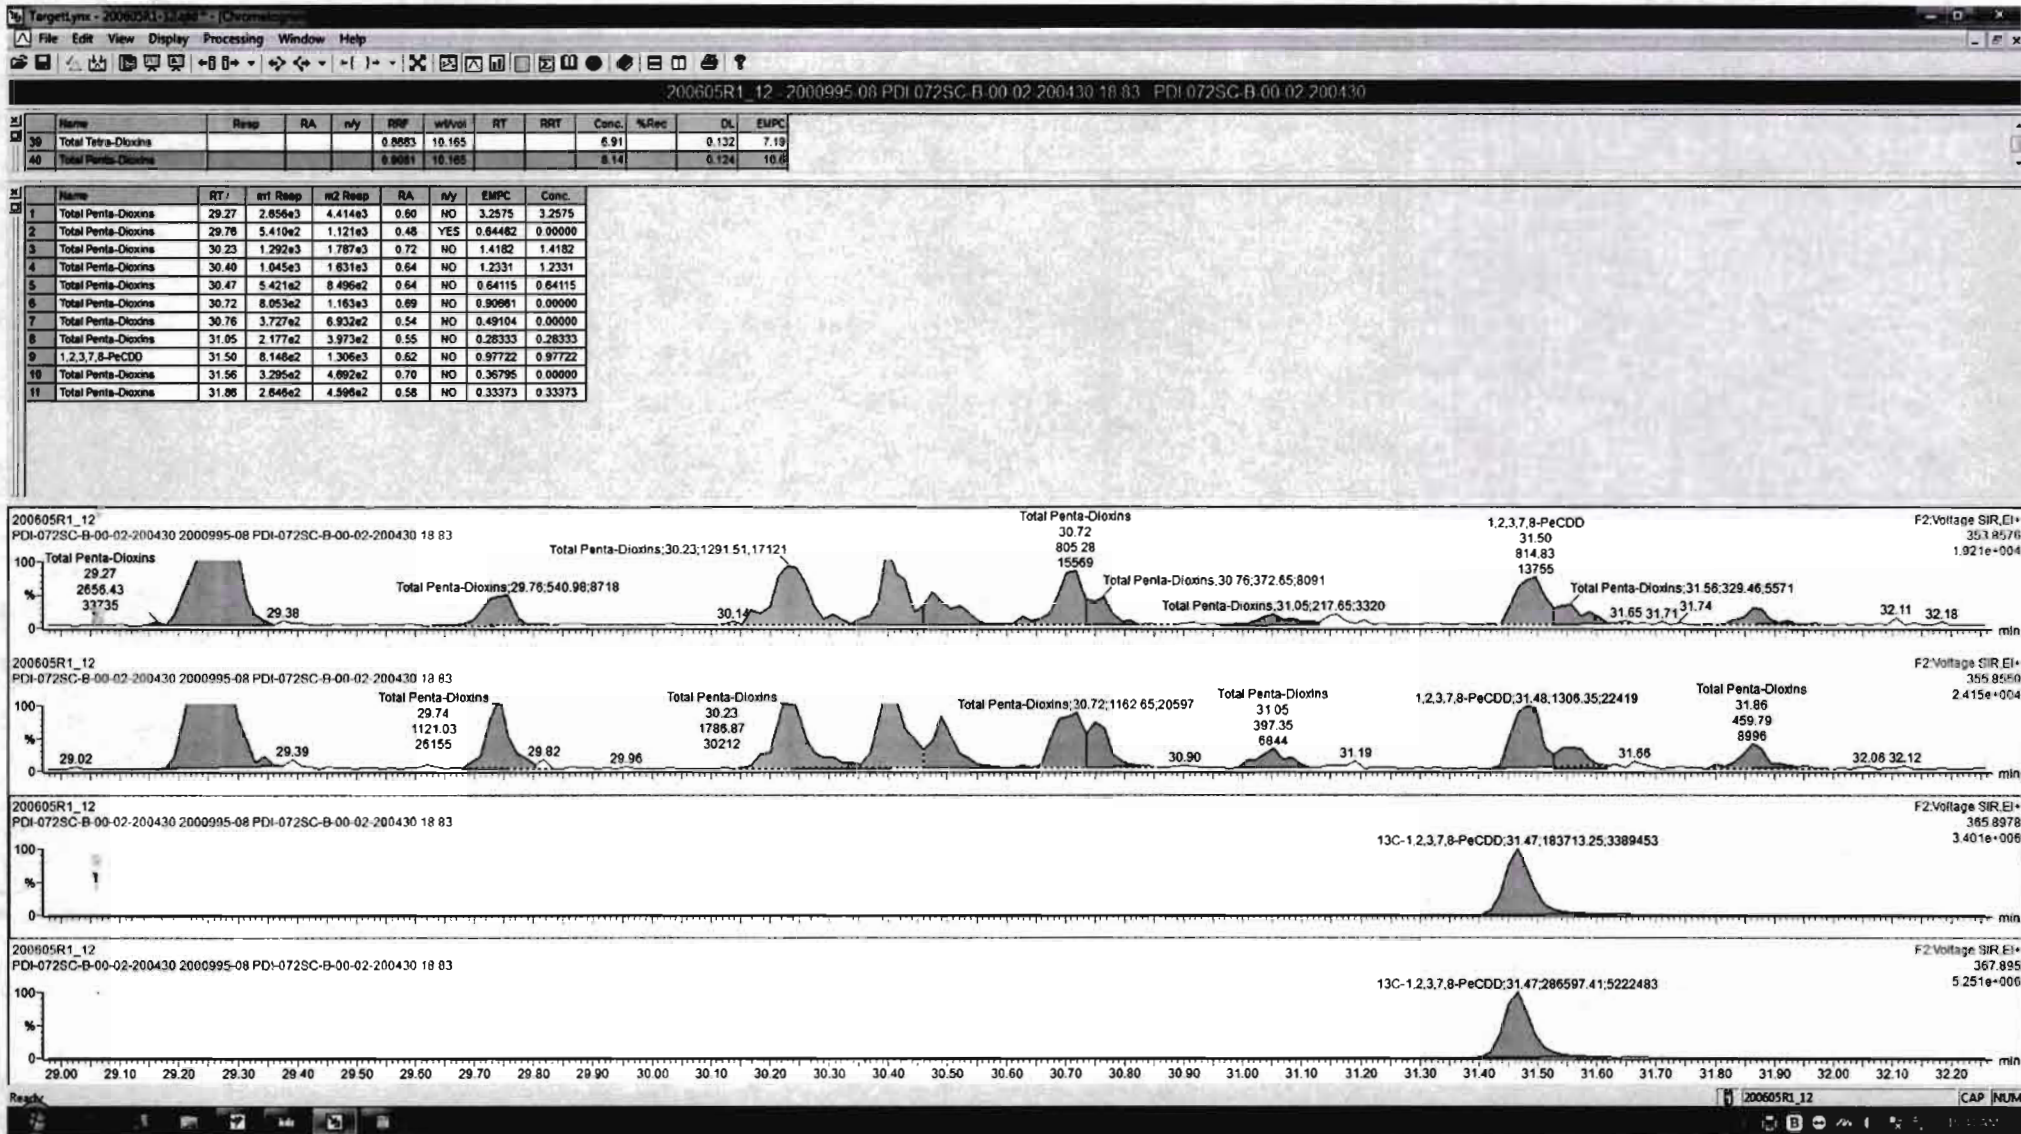 TargetLynx - 200605R1-12.qld * - [Chromatogram
File Edit View Display Processing Window Help
200605R1_12 - 2000995-08 PDI-072SC-B-00-02-200430 18.83 PDI-072SC-B-00-02-200430
Name Resp RA n/y RRF wt/vol RT RRT Conc. %Rec DL EMPC
39 Total Tetra-Dioxins 0.8883 10.165 6.91 0.132 7.19
40 Total Penta-Dioxins 0.9081 10.165 8.14 0.124 10.6
Name RT / m1 Resp m2 Resp RA n/y EMPC Conc.
1 Total Penta-Dioxins 29.27 2.656e3 4.414e3 0.60 NO 3.2575 3.2575
2 Total Penta-Dioxins 29.76 5.410e2 1.121e3 0.48 YES 0.64462 0.00000
3 Total Penta-Dioxins 30.23 1.292e3 1.787e3 0.72 NO 1.4182 1.4182
4 Total Penta-Dioxins 30.40 1.045e3 1.631e3 0.64 NO 1.2331 1.2331
5 Total Penta-Dioxins 30.47 5.421e2 8.496e2 0.64 NO 0.64115 0.64115
6 Total Penta-Dioxins 30.72 8.053e2 1.163e3 0.69 NO 0.90661 0.00000
7 Total Penta-Dioxins 30.76 3.727e2 6.932e2 0.54 NO 0.49104 0.00000
8 Total Penta-Dioxins 31.05 2.177e2 3.973e2 0.55 NO 0.28333 0.28333
9 1,2,3,7,8-PeCDD 31.50 8.148e2 1.306e3 0.62 NO 0.97722 0.97722
10 Total Penta-Dioxins 31.56 3.295e2 4.692e2 0.70 NO 0.36795 0.00000
11 Total Penta-Dioxins 31.86 2.646e2 4.598e2 0.58 NO 0.33373 0.33373
200605R1_12
PDI-072SC-B-00-02-200430 2000995-08 PDI-072SC-B-00-02-200430 18.83
F2:Voltage SIR,EI+
353.8576
1.921e+004
100
%
0
Total Penta-Dioxins
29.27
2656.43
33735
29.38
Total Penta-Dioxins;29.76;540.98;8718
Total Penta-Dioxins;30.23;1291.51;17121
30.14
Total Penta-Dioxins
30.72
805.28
15569
Total Penta-Dioxins;30.76;372.65;8091
Total Penta-Dioxins;31.05;217.65;3320
1,2,3,7,8-PeCDD
31.50
814.83
13755
Total Penta-Dioxins;31.56;329.46;5571
31.65 31.71 31.74
32.11 32.18
min
200605R1_12
PDI-072SC-B-00-02-200430 2000995-08 PDI-072SC-B-00-02-200430 18.83
F2:Voltage SIR,EI+
355.8550
2.415e+004
100
%
0
29.02
29.39
Total Penta-Dioxins
29.74
1121.03
26155
29.82
29.96
Total Penta-Dioxins
30.23
1786.87
30212
Total Penta-Dioxins;30.72;1162.65;20597
30.90
Total Penta-Dioxins
31.05
397.35
6844
31.19
1,2,3,7,8-PeCDD;31.48;1306.35;22419
31.66
Total Penta-Dioxins
31.86
459.79
8996
32.08 32.12
min
200605R1_12
PDI-072SC-B-00-02-200430 2000995-08 PDI-072SC-B-00-02-200430 18.83
F2:Voltage SIR,EI+
365.8978
3.401e+006
100
%
0
13C-1,2,3,7,8-PeCDD;31.47;183713.25;3389453
min
200605R1_12
PDI-072SC-B-00-02-200430 2000995-08 PDI-072SC-B-00-02-200430 18.83
F2:Voltage SIR,EI+
367.895
5.251e+006
100
%
0
13C-1,2,3,7,8-PeCDD;31.47;286597.41;5222483
min
29.00 29.10 29.20 29.30 29.40 29.50 29.60 29.70 29.80 29.90 30.00 30.10 30.20 30.30 30.40 30.50 30.60 30.70 30.80 30.90 31.00 31.10 31.20 31.30 31.40 31.50 31.60 31.70 31.80 31.90 32.00 32.10 32.20
Ready
200605R1_12 CAP NUM